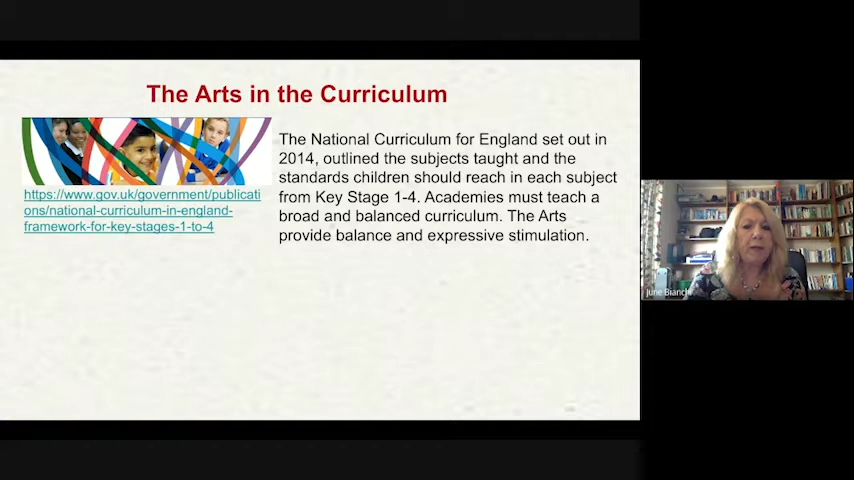 The Arts in the Curriculum
https://www.gov.uk/government/publicati
ons/national-curriculum-in-england-
framework-for-key-stages-1-to-4
The National Curriculum for England set out in
2014, outlined the subjects taught and the
standards children should reach in each subject
from Key Stage 1-4. Academies must teach a
broad and balanced curriculum. The Arts
provide balance and expressive stimulation.
June Bianchi